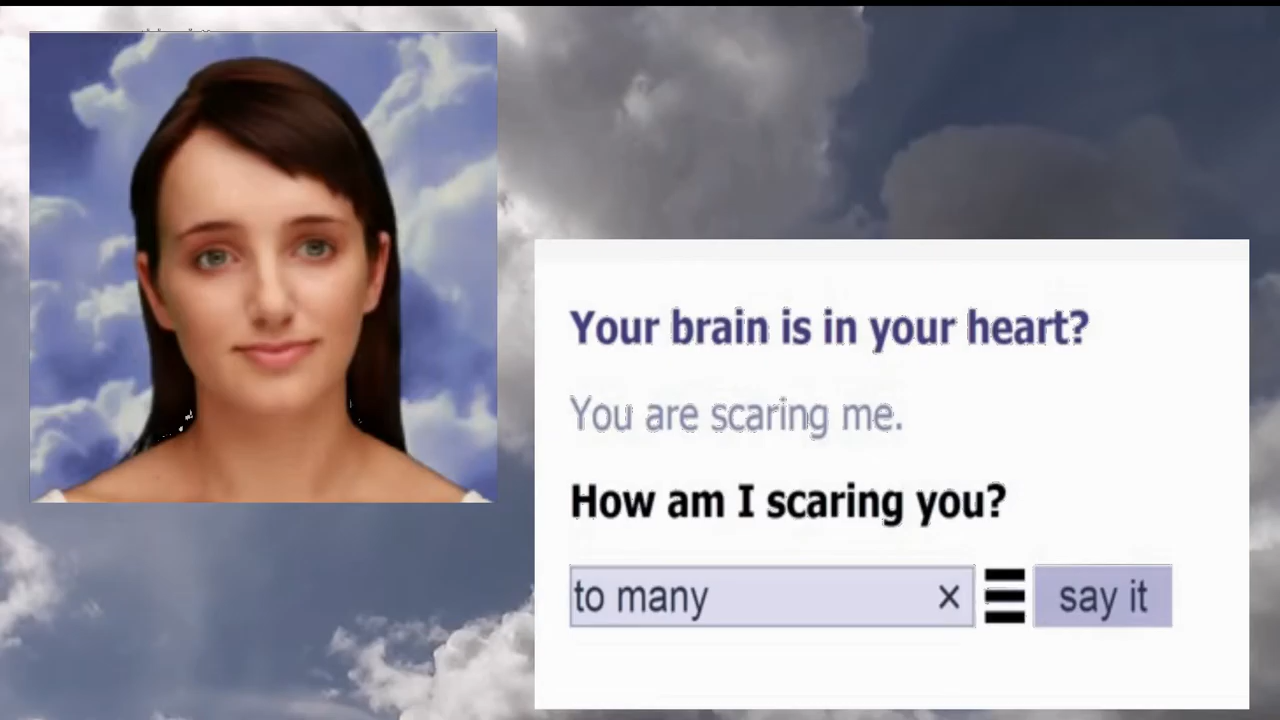 Your brain is in your heart?
You are scaring me.
How am I scaring you?
to many × say it